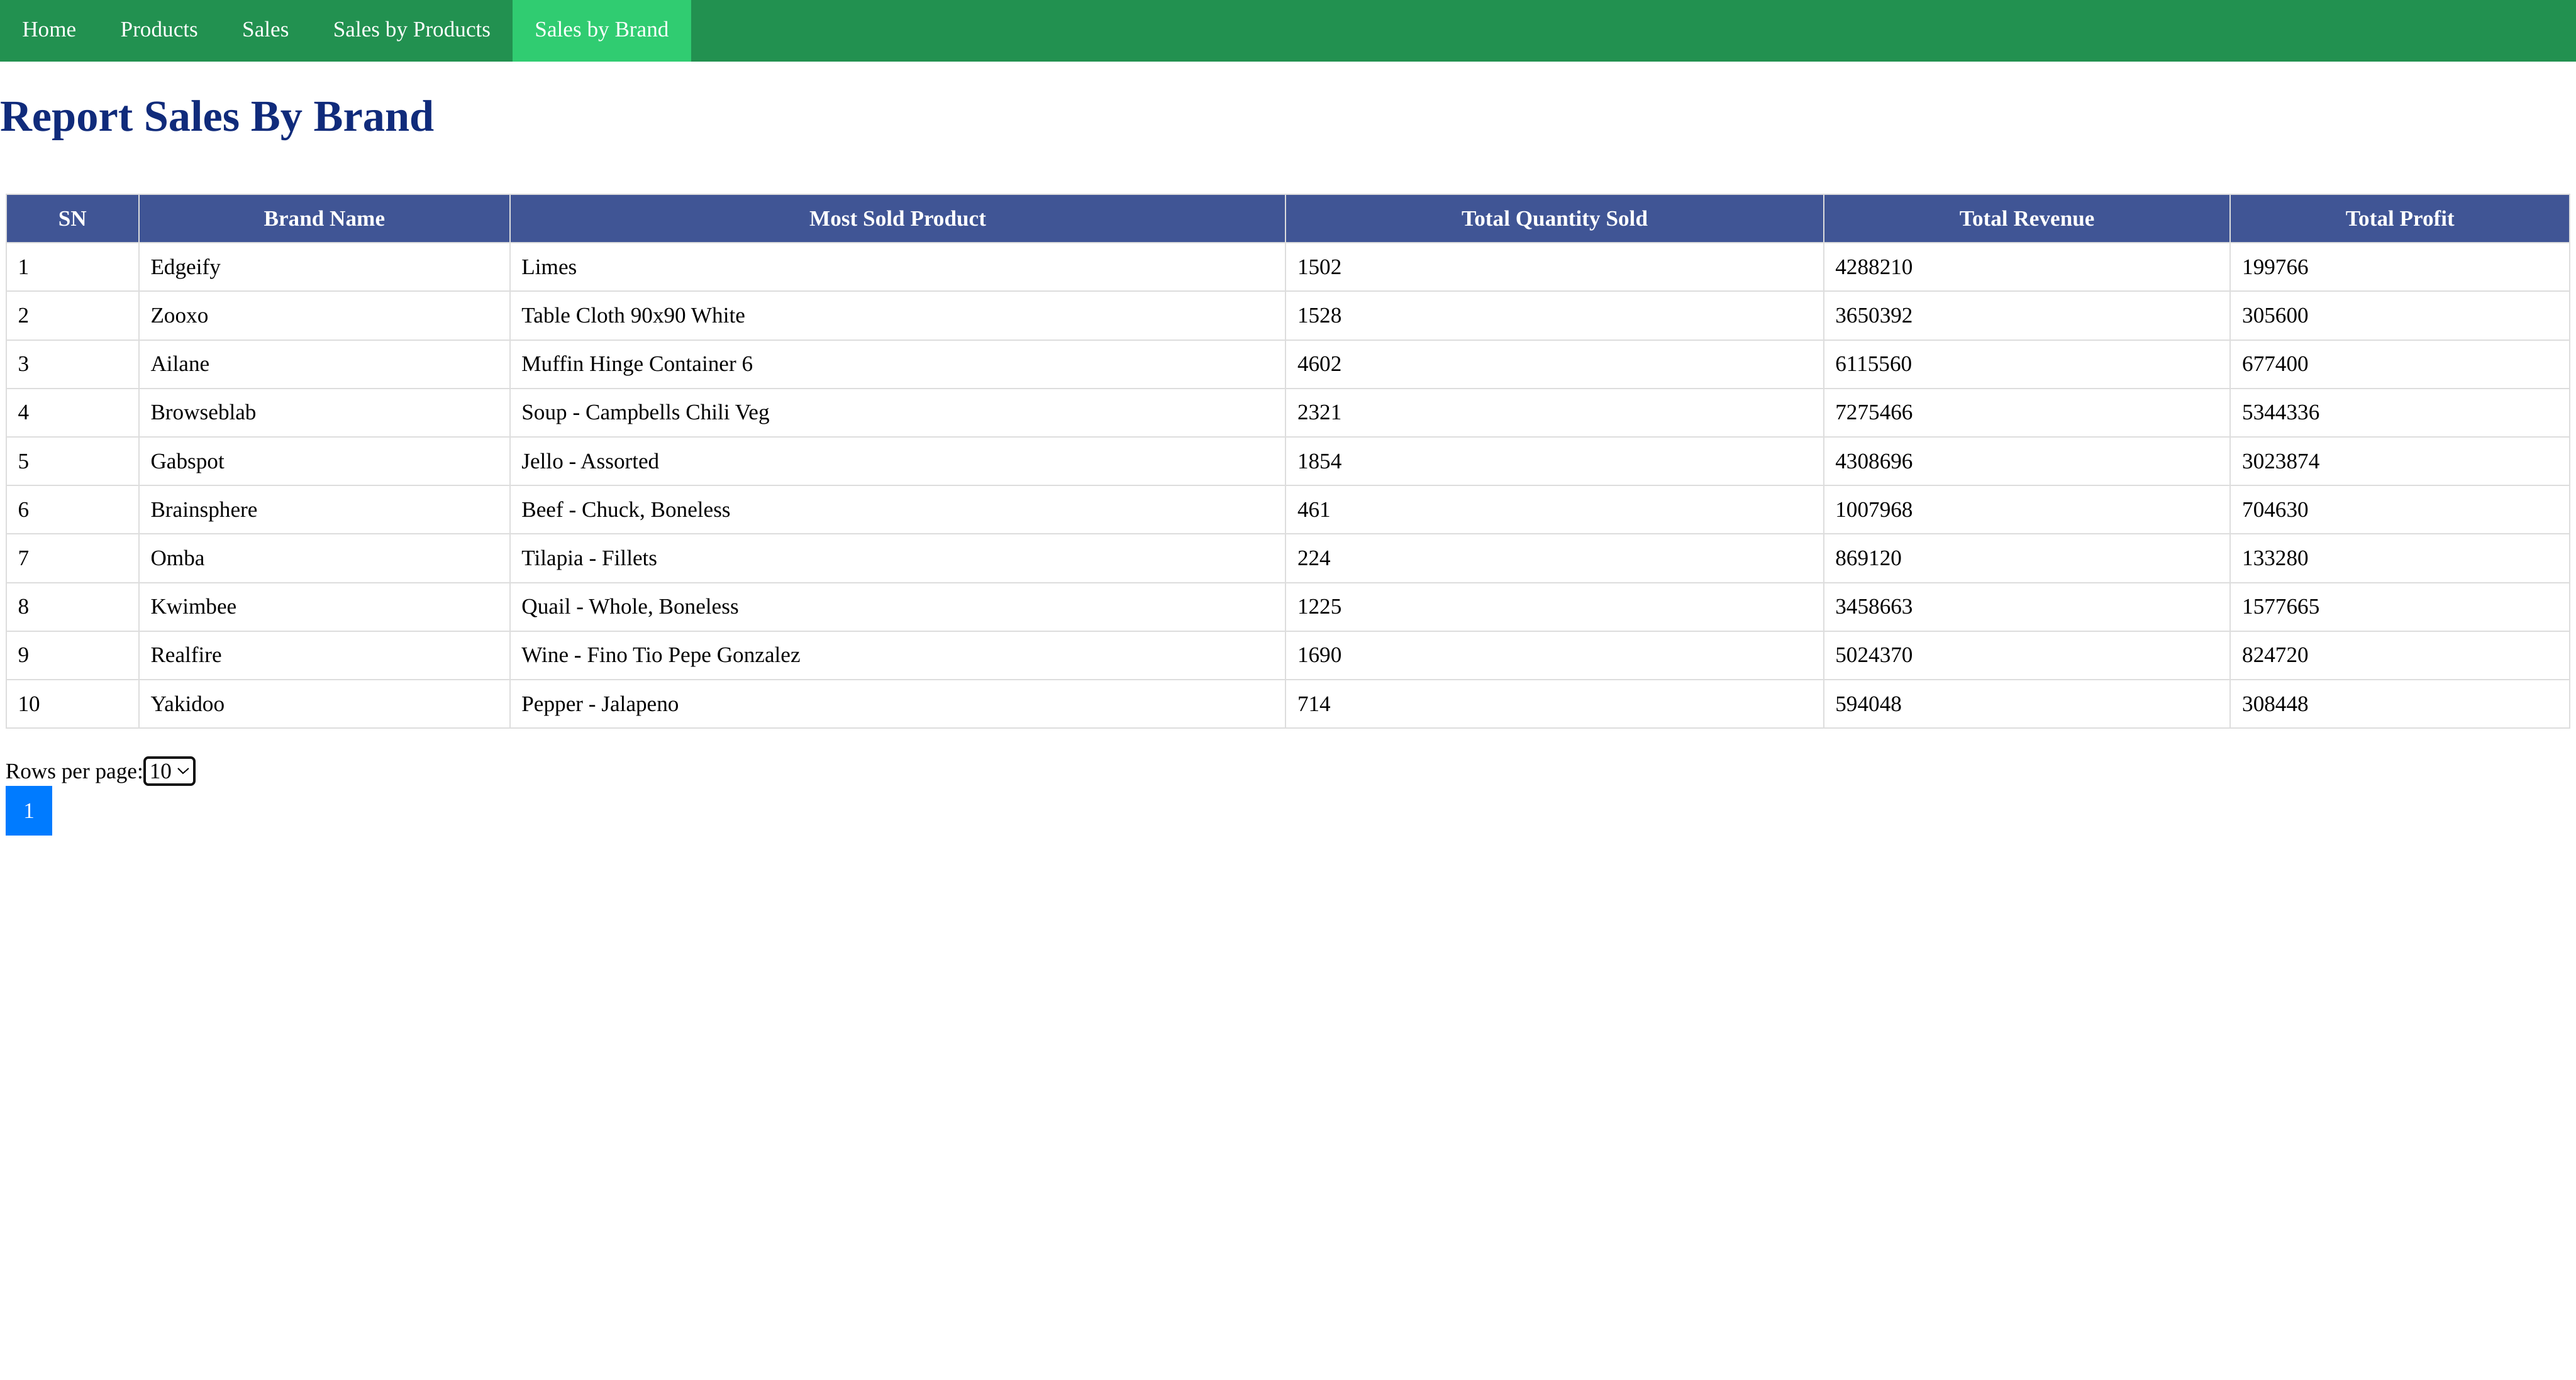 Home Products Sales Sales by Products Sales by Brand
Report Sales By Brand
SN Brand Name Most Sold Product Total Quantity Sold Total Revenue Total Profit
1 Edgeify Limes 1502 4288210 199766
2 Zooxo Table Cloth 90x90 White 1528 3650392 305600
3 Ailane Muffin Hinge Container 6 4602 6115560 677400
4 Browseblab Soup - Campbells Chili Veg 2321 7275466 5344336
5 Gabspot Jello - Assorted 1854 4308696 3023874
6 Brainsphere Beef - Chuck, Boneless 461 1007968 704630
7 Omba Tilapia - Fillets 224 869120 133280
8 Kwimbee Quail - Whole, Boneless 1225 3458663 1577665
9 Realfire Wine - Fino Tio Pepe Gonzalez 1690 5024370 824720
10 Yakidoo Pepper - Jalapeno 714 594048 308448
Rows per page: 10
1